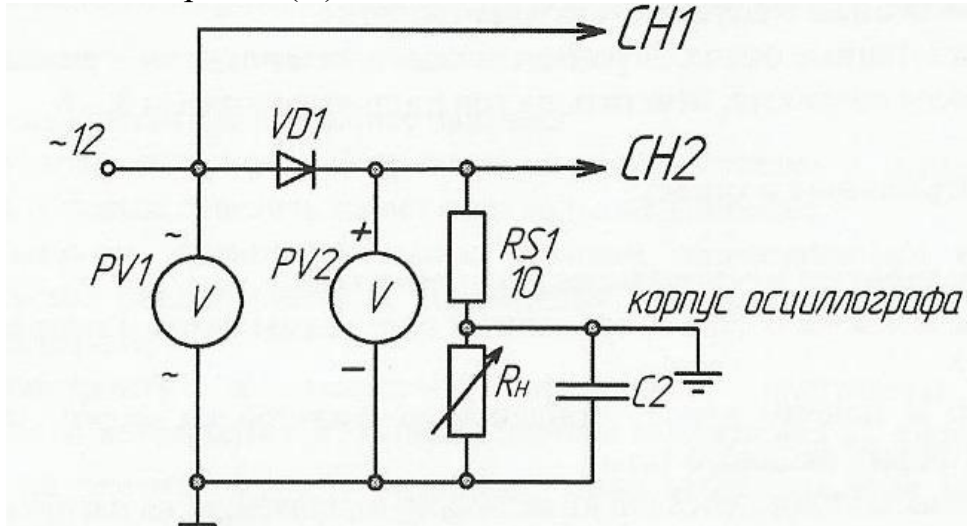 CH1
VD1
~12
CH2
~
PV1
V
~
PV2
+
V
–
RS1
10
корпус осциллографа
Rн
C2